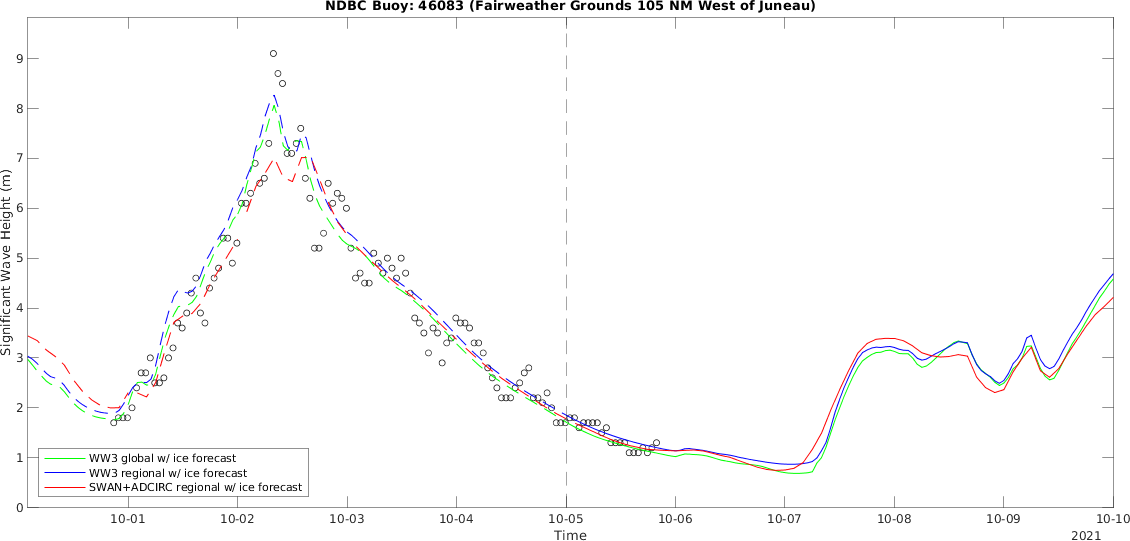 NDBC Buoy: 46083 (Fairweather Grounds 105 NM West of Juneau)
9
8
7
6
5
4
3
2
1
0
Significant Wave Height (m)
WW3 global w/ ice forecast
WW3 regional w/ ice forecast
SWAN+ADCIRC regional w/ ice forecast
10-01 10-02 10-03 10-04 10-05 10-06 10-07 10-08 10-09 10-10
Time
2021